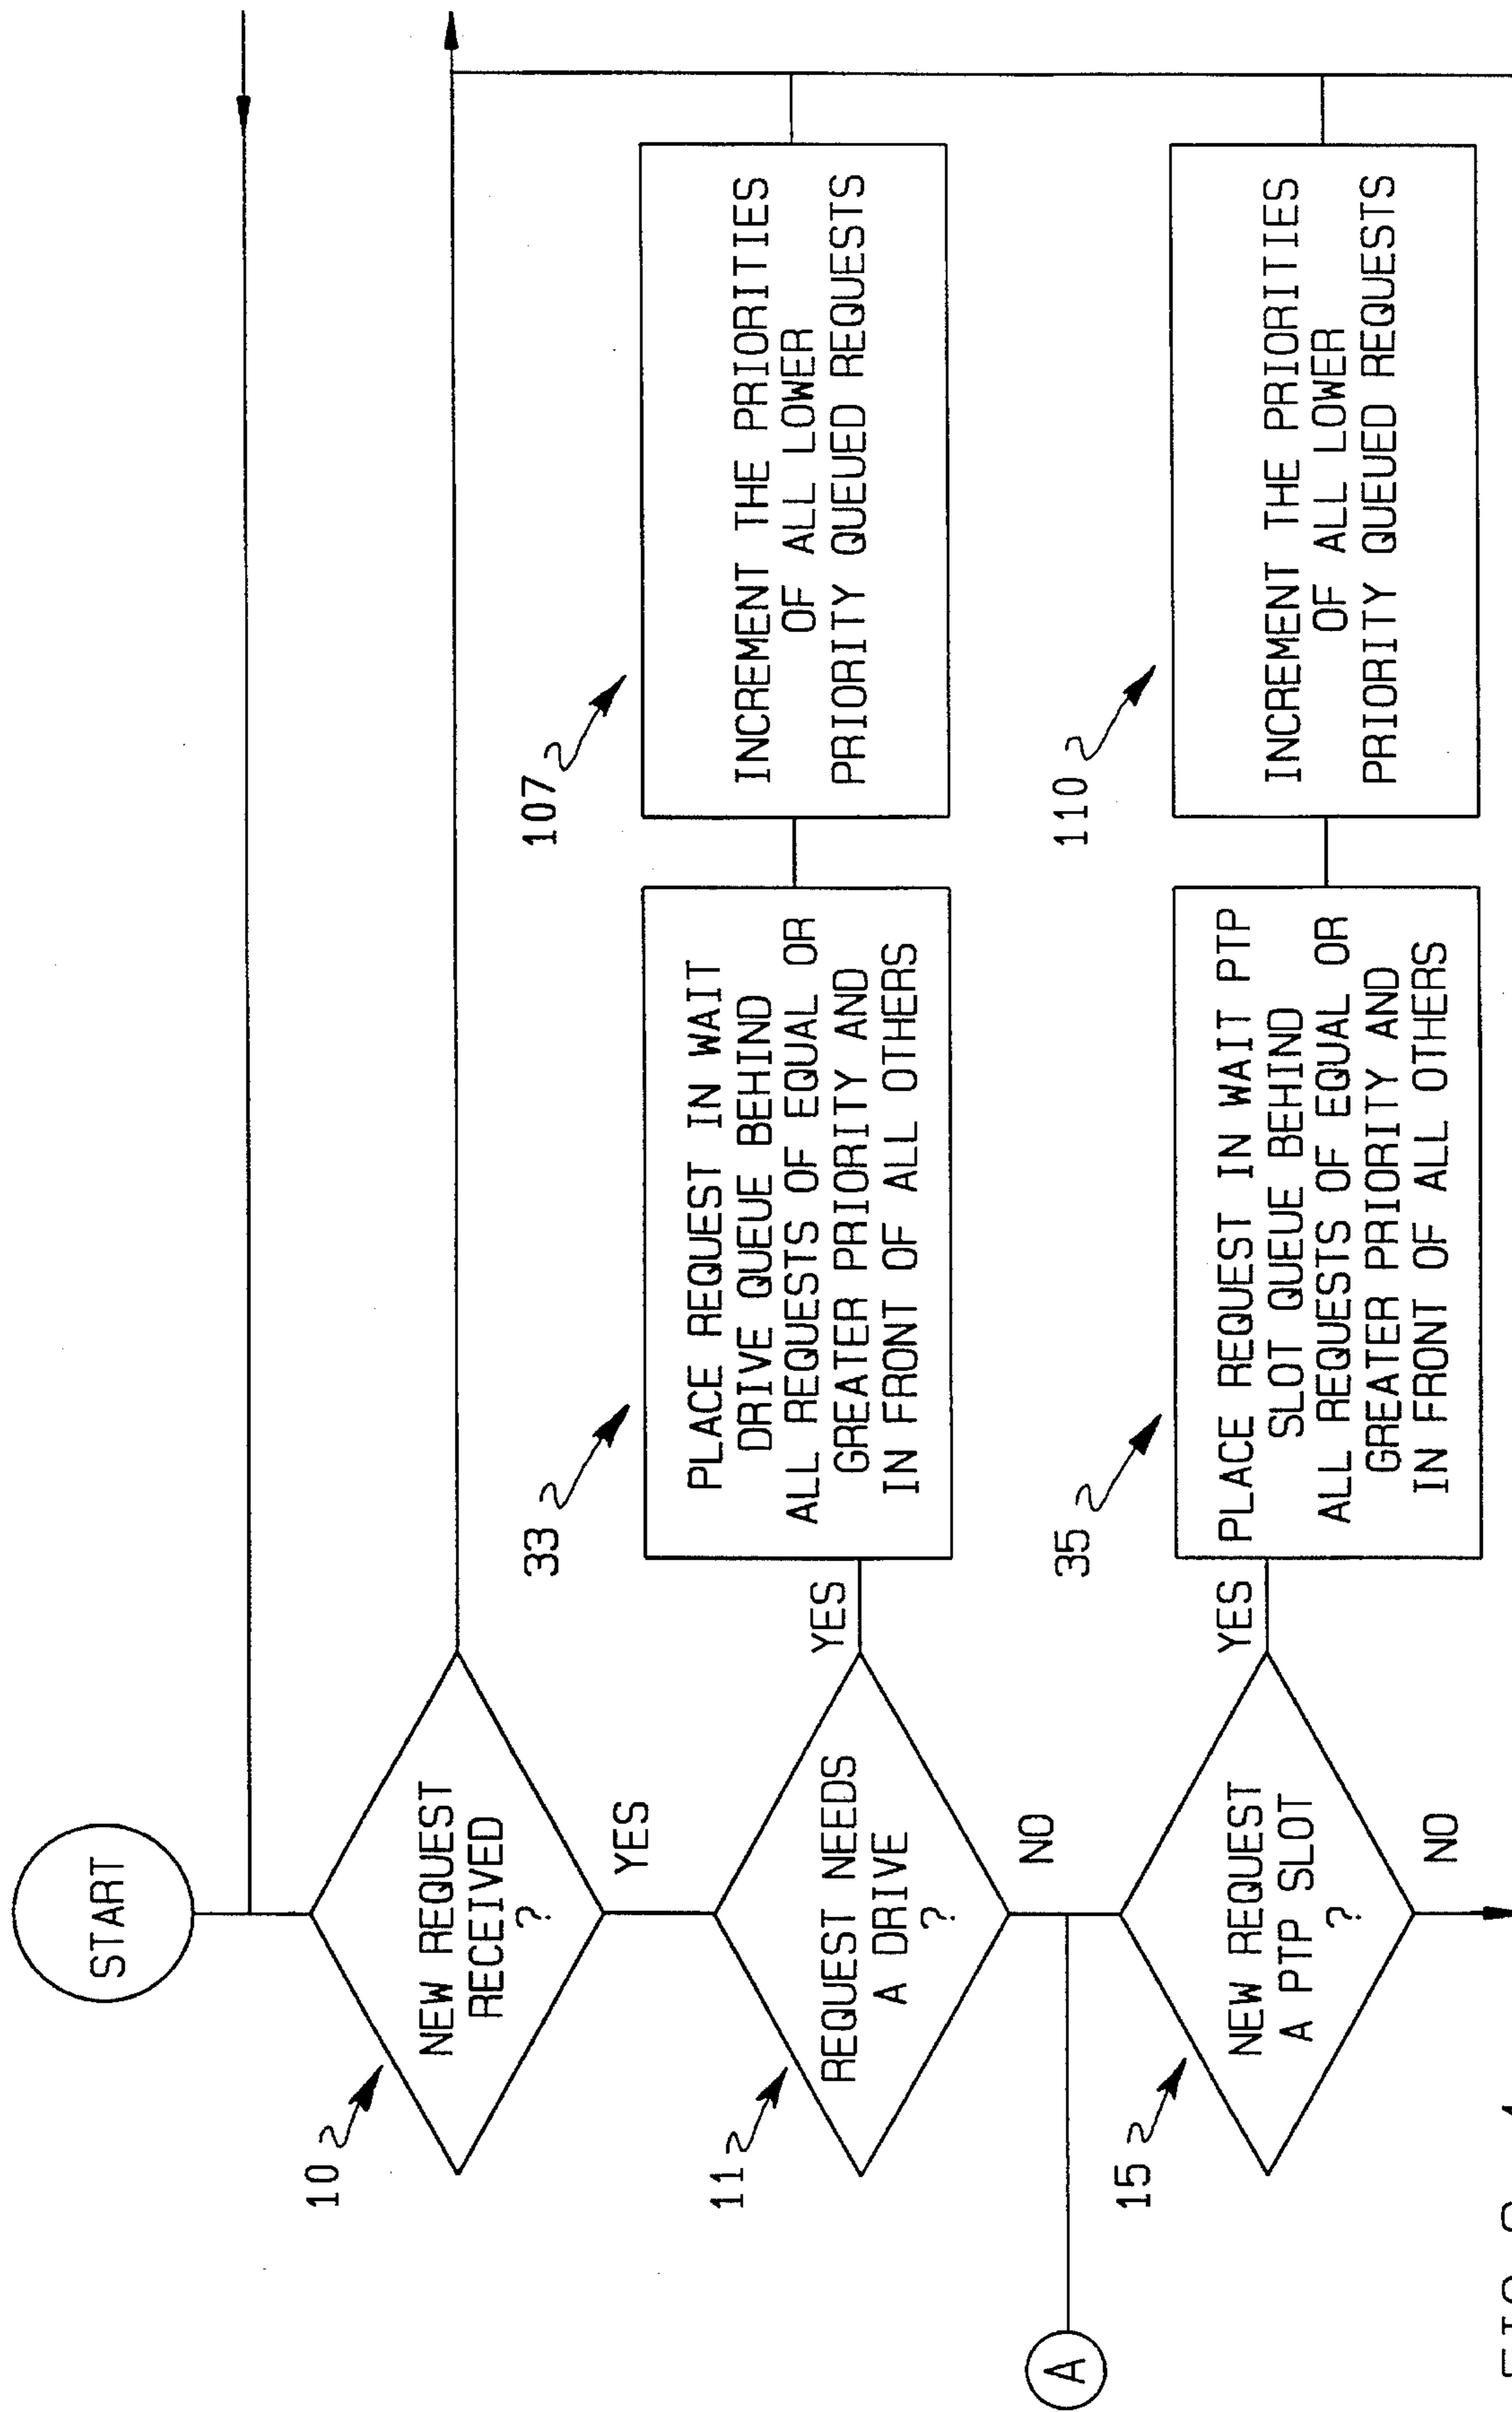 START
10
NEW REQUEST
RECEIVED
?
YES
11
REQUEST NEEDS
A DRIVE
?
YES
NO
33
PLACE REQUEST IN WAIT
DRIVE QUEUE BEHIND
ALL REQUESTS OF EQUAL OR
GREATER PRIORITY AND
IN FRONT OF ALL OTHERS
107
INCREMENT THE PRIORITIES
OF ALL LOWER
PRIORITY QUEUED REQUESTS
A
15
NEW REQUEST
A PTP SLOT
?
YES
NO
35
PLACE REQUEST IN WAIT PTP
SLOT QUEUE BEHIND
ALL REQUESTS OF EQUAL OR
GREATER PRIORITY AND
IN FRONT OF ALL OTHERS
110
INCREMENT THE PRIORITIES
OF ALL LOWER
PRIORITY QUEUED REQUESTS